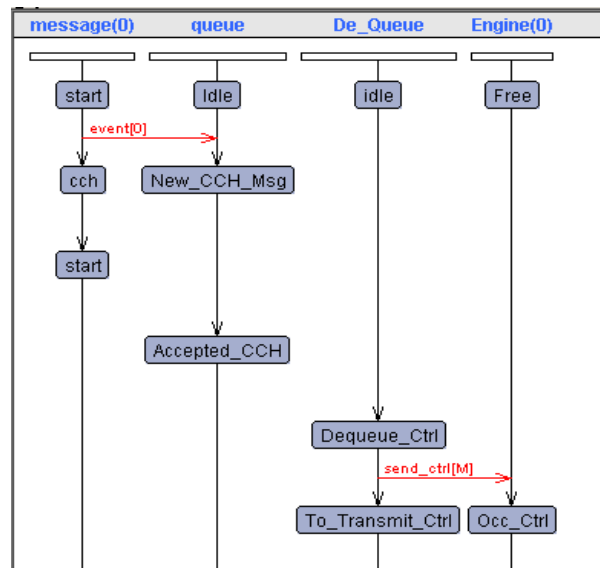 message(0) queue De_Queue Engine(0)
start Idle idle Free
event[0]
cch New_CCH_Msg
start
Accepted_CCH
Dequeue_Ctrl
send_ctrl[M]
To_Transmit_Ctrl Occ_Ctrl